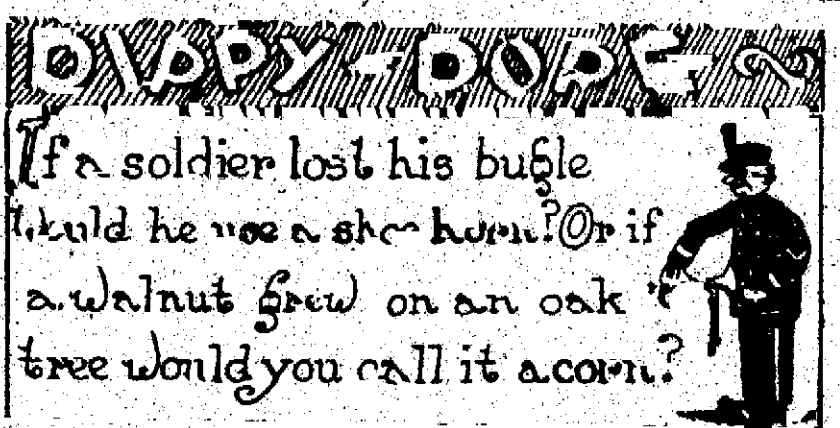 DIPPY-DOPE
If a soldier lost his bugle
would he use a shoe horn? Or if
a walnut grew on an oak
tree would you call it acorn?